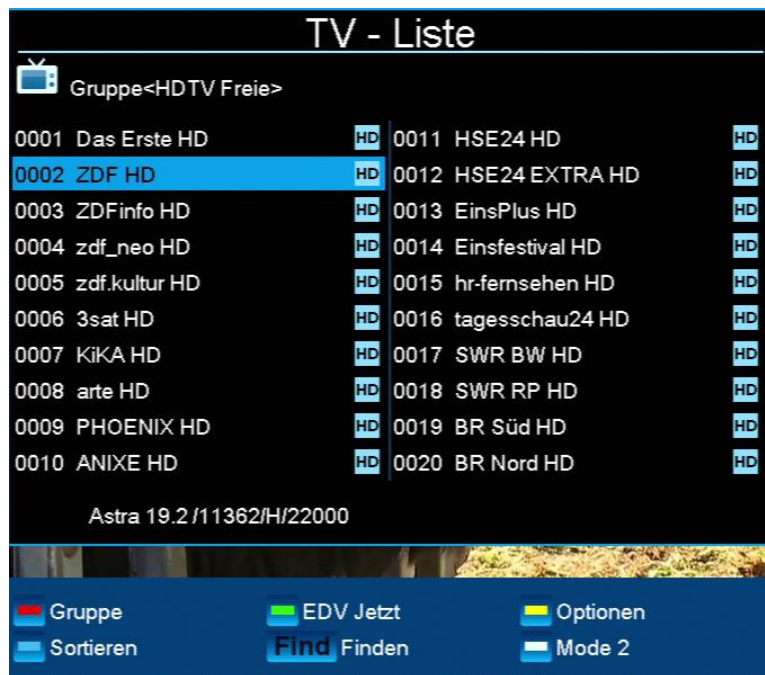 TV - Liste
Gruppe<HDTV Freie>
0001 Das Erste HD HD
0002 ZDF HD HD
0003 ZDFinfo HD HD
0004 zdf_neo HD HD
0005 zdf.kultur HD HD
0006 3sat HD HD
0007 KiKA HD HD
0008 arte HD HD
0009 PHOENIX HD HD
0010 ANIXE HD HD
0011 HSE24 HD HD
0012 HSE24 EXTRA HD HD
0013 EinsPlus HD HD
0014 Einsfestival HD HD
0015 hr-fernsehen HD HD
0016 tagesschau24 HD HD
0017 SWR BW HD HD
0018 SWR RP HD HD
0019 BR Süd HD HD
0020 BR Nord HD HD
Astra 19.2 /11362/H/22000
Gruppe EDV Jetzt Optionen
Sortieren Find Finden Mode 2